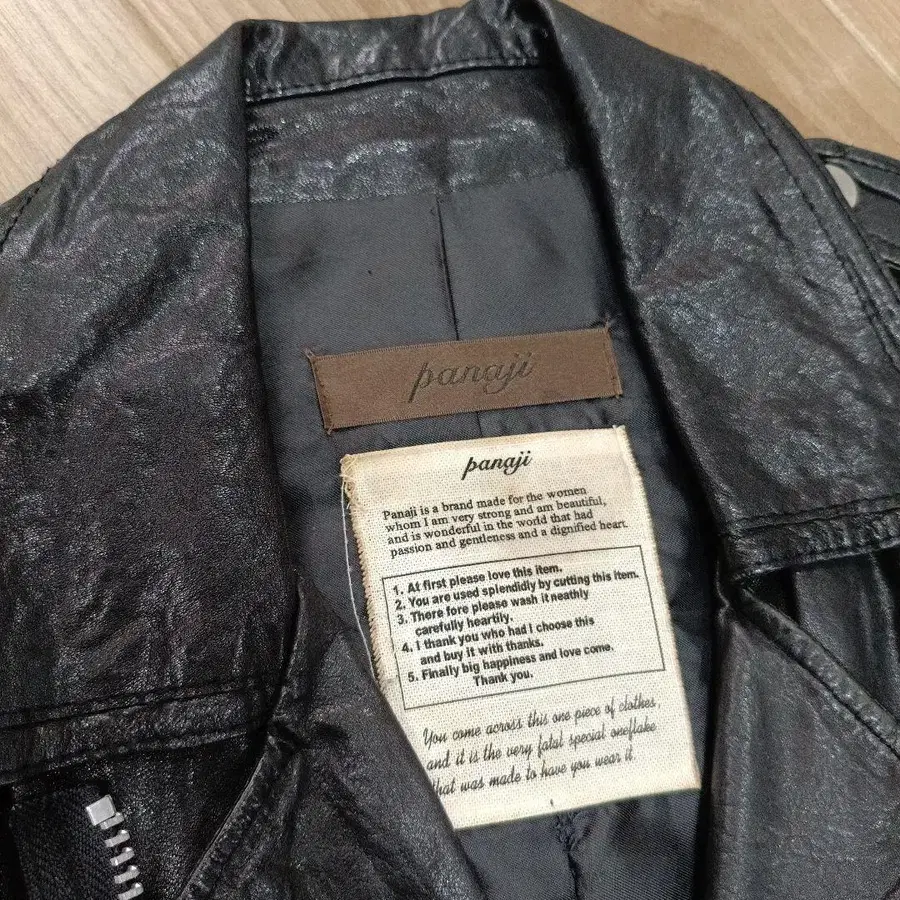 panaji
panaji
Panaji is a brand made for the women
whom I am very strong and am beautiful,
and is wonderful in the world that had
passion and gentleness and a dignified heart.
1. At first please love this item.
2. You are used splendidly by cutting this item.
3. There fore please wash it neathly
carefully heartily.
4. I thank you who had I choose this
and buy it with thanks.
5. Finally big happiness and love come.
Thank you.
You come across this one piece of clothes,
and it is the very fatal special oneflake
that was made to have you wear it.